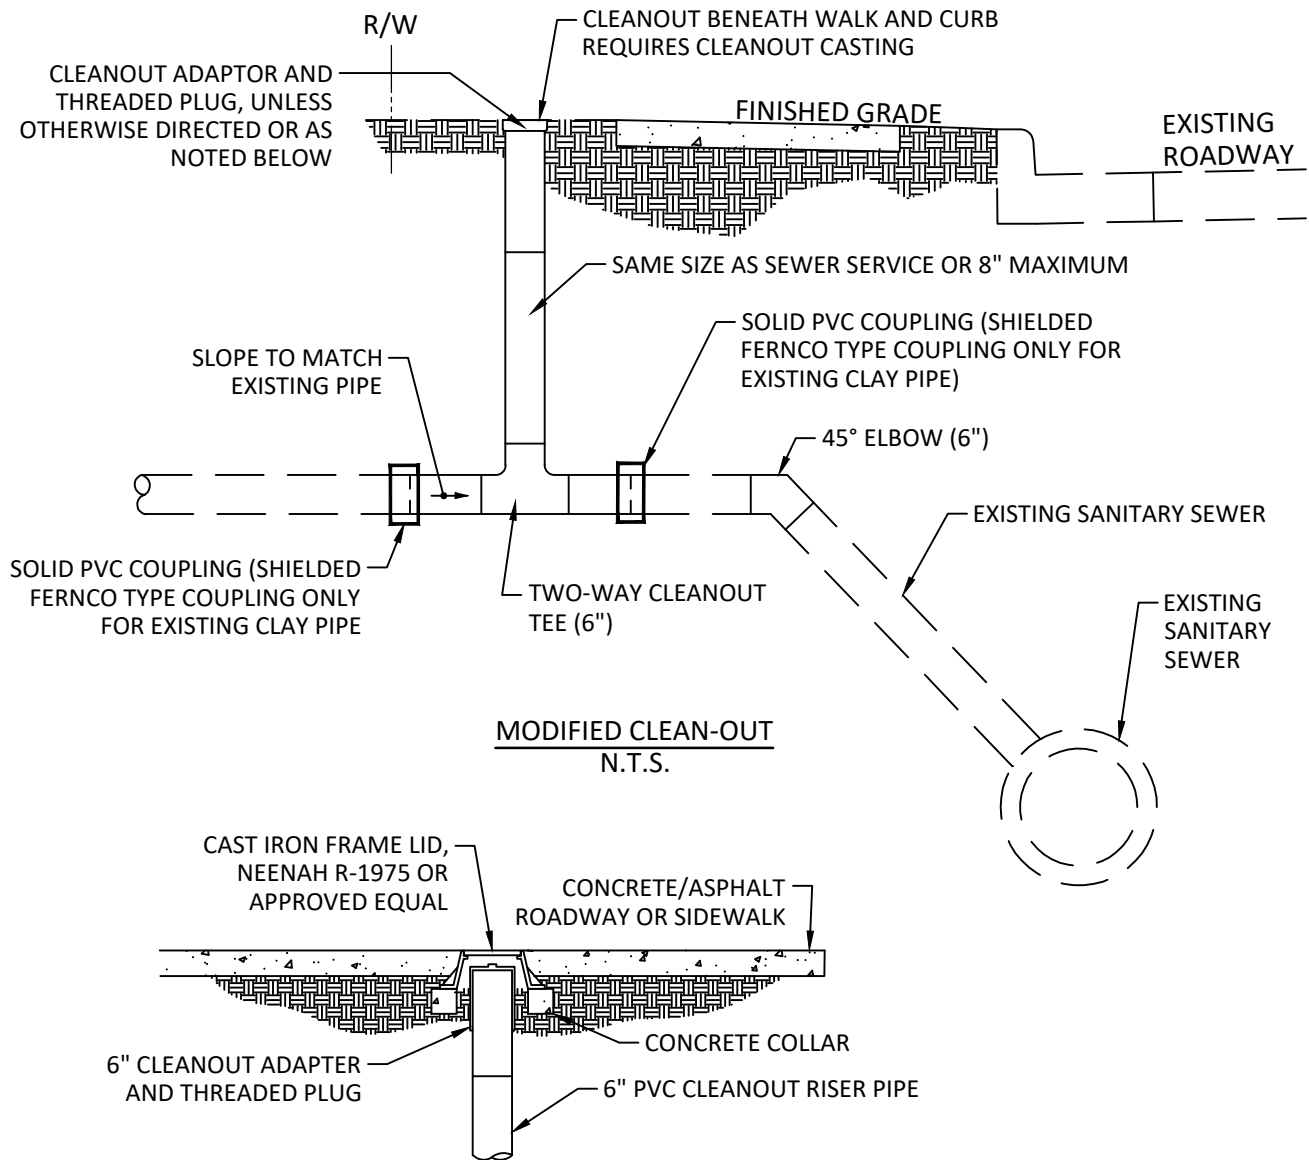 R/W
CLEANOUT BENEATH WALK AND CURB
REQUIRES CLEANOUT CASTING
CLEANOUT ADAPTOR AND
THREADED PLUG, UNLESS
OTHERWISE DIRECTED OR AS
NOTED BELOW
FINISHED GRADE
EXISTING
ROADWAY
SAME SIZE AS SEWER SERVICE OR 8" MAXIMUM
SOLID PVC COUPLING (SHIELDED
FERNCO TYPE COUPLING ONLY FOR
EXISTING CLAY PIPE)
SLOPE TO MATCH
EXISTING PIPE
45° ELBOW (6")
EXISTING SANITARY SEWER
SOLID PVC COUPLING (SHIELDED
FERNCO TYPE COUPLING ONLY
FOR EXISTING CLAY PIPE
TWO-WAY CLEANOUT
TEE (6")
EXISTING
SANITARY
SEWER
MODIFIED CLEAN-OUT
N.T.S.
CAST IRON FRAME LID,
NEENAH R-1975 OR
APPROVED EQUAL
CONCRETE/ASPHALT
ROADWAY OR SIDEWALK
CONCRETE COLLAR
6" CLEANOUT ADAPTER
AND THREADED PLUG
6" PVC CLEANOUT RISER PIPE